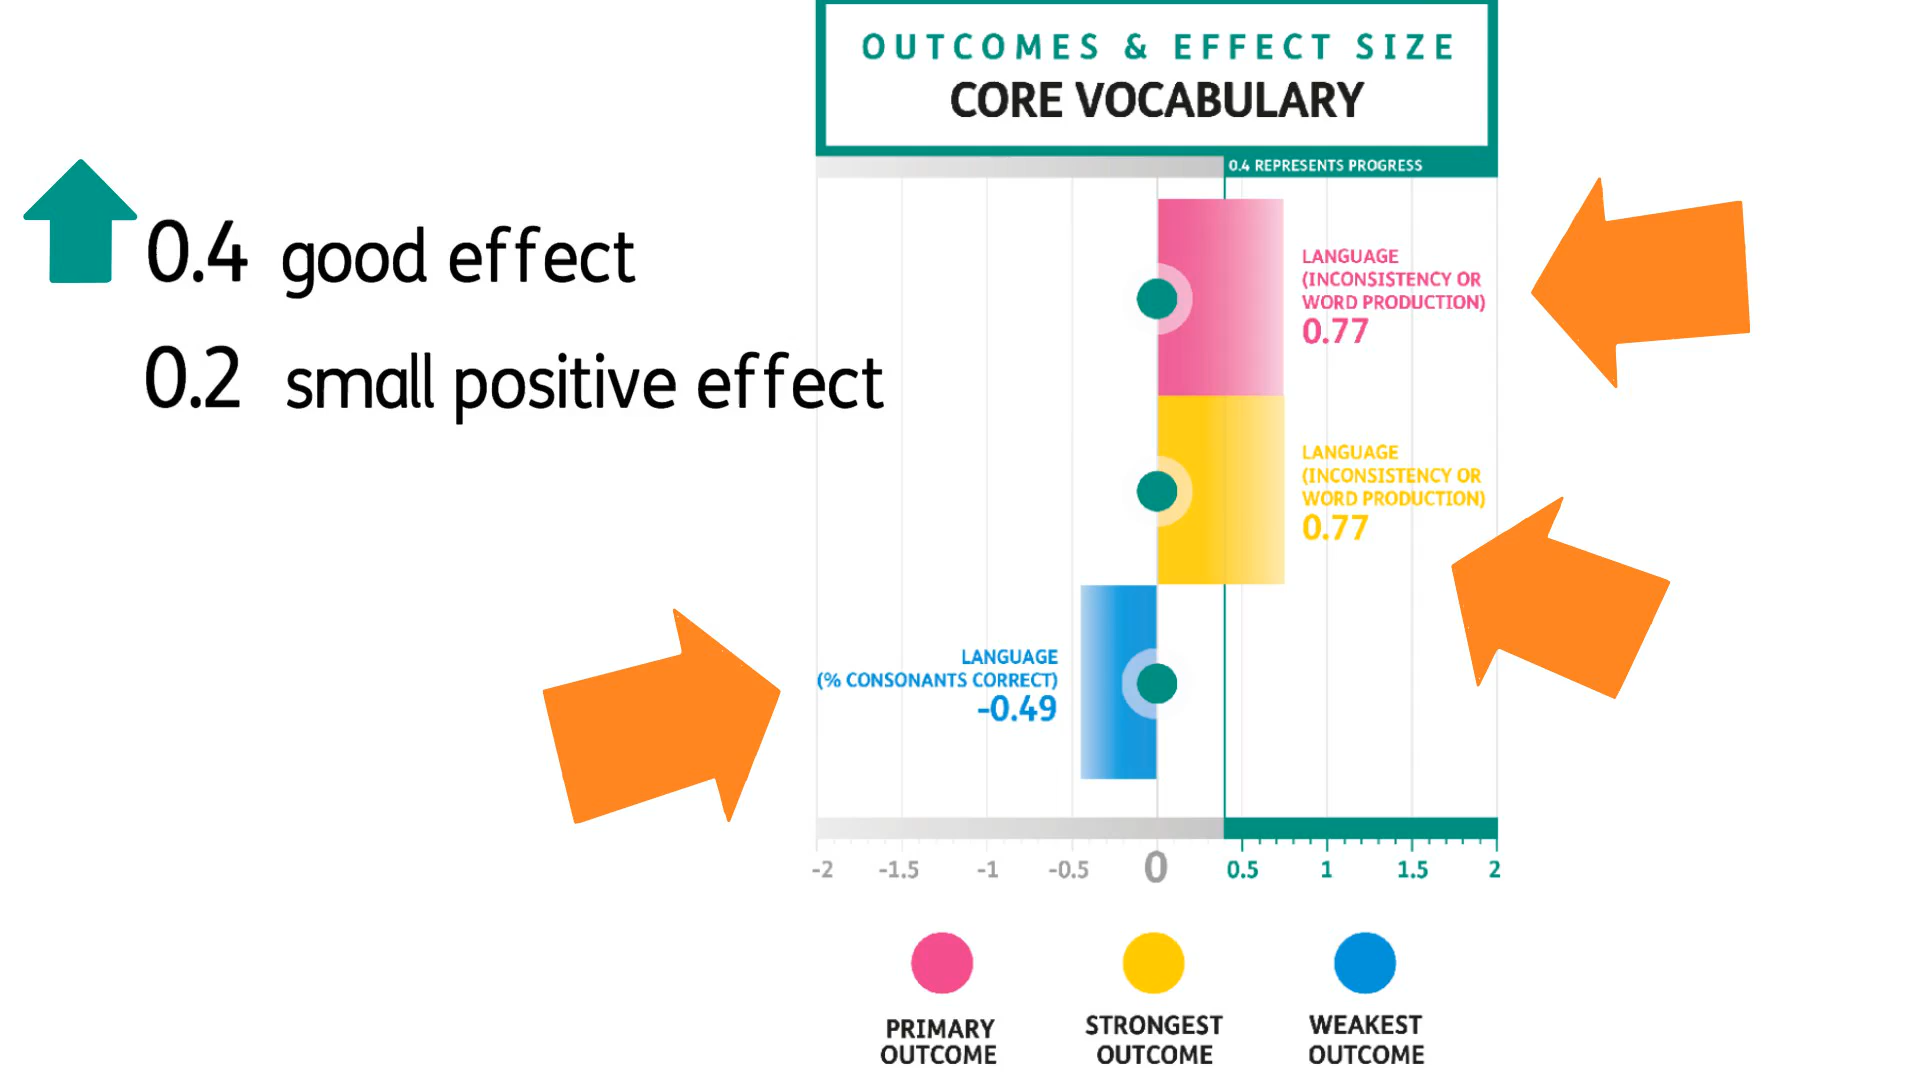 OUTCOMES & EFFECT SIZE
CORE VOCABULARY
0.4 REPRESENTS PROGRESS
0.4 good effect
0.2 small positive effect
LANGUAGE
(INCONSISTENCY OR
WORD PRODUCTION)
0.77
LANGUAGE
(INCONSISTENCY OR
WORD PRODUCTION)
0.77
LANGUAGE
(% CONSONANTS CORRECT)
-0.49
-2 -1.5 -1 -0.5 0 0.5 1 1.5 2
PRIMARY
OUTCOME
STRONGEST
OUTCOME
WEAKEST
OUTCOME